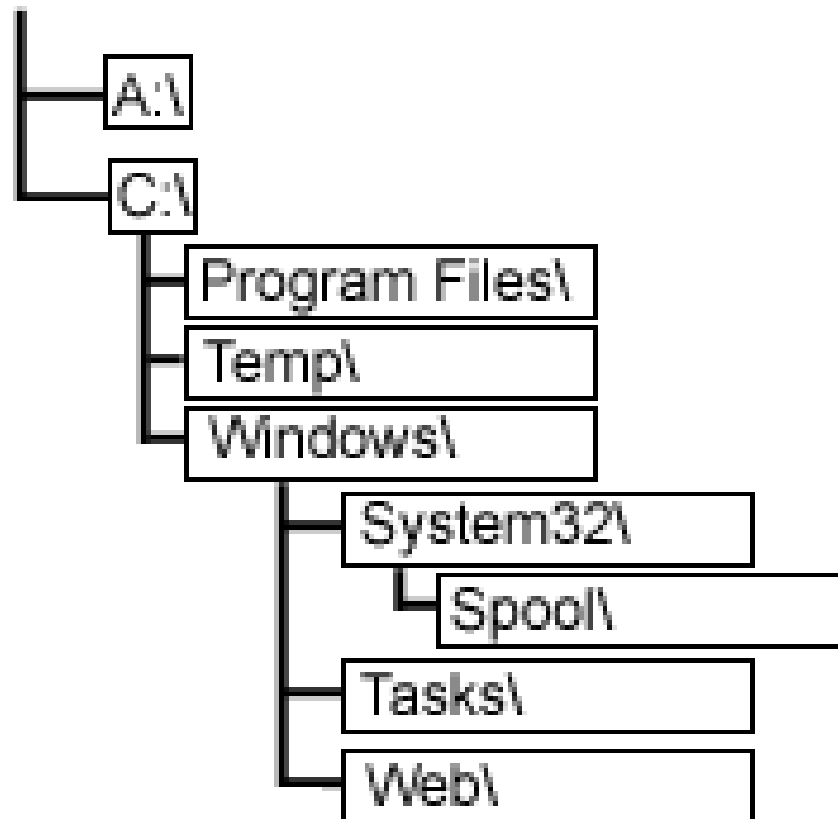 A:\
C:\
Program Files\
Temp\
Windows\
System32\
Spool\
Tasks\
Web\